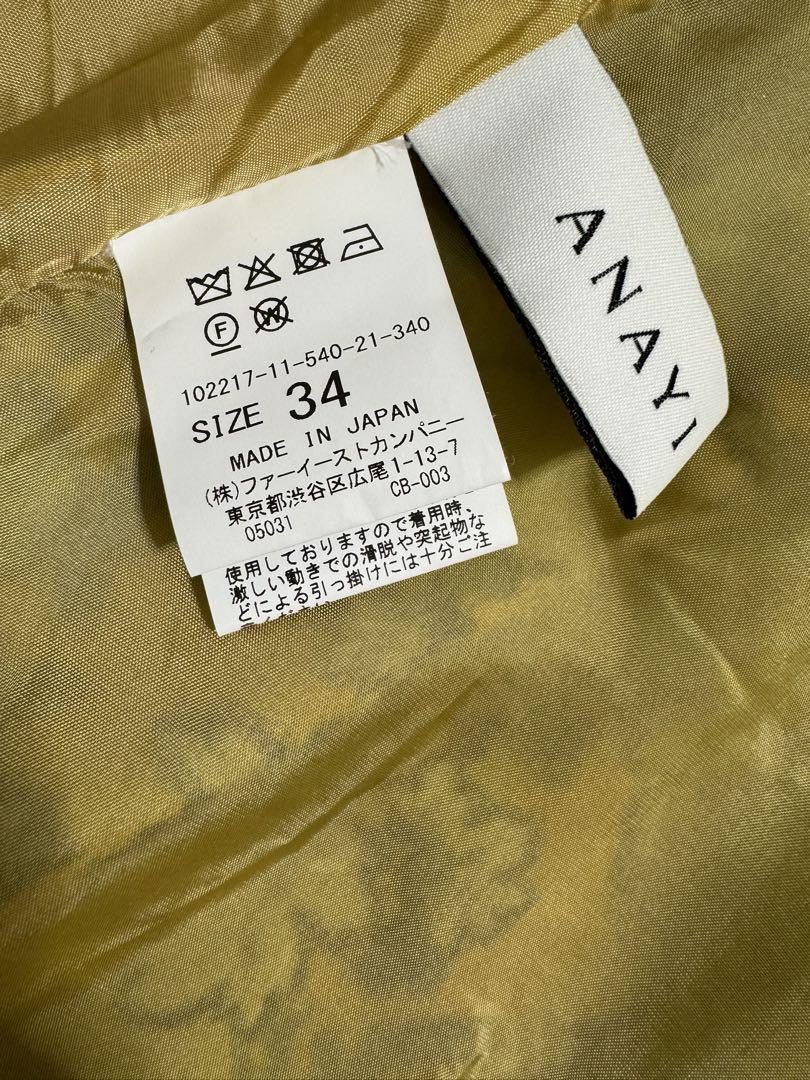 ANAYI
F W
102217-11-540-21-340
SIZE 34
MADE IN JAPAN
(株)ファーイーストカンパニー
東京都渋谷区広尾1-13-7
05031 CB-003
使用しておりますので着用時、
激しい動きでの滑脱や突起物な
どによる引っ掛けには十分ご注